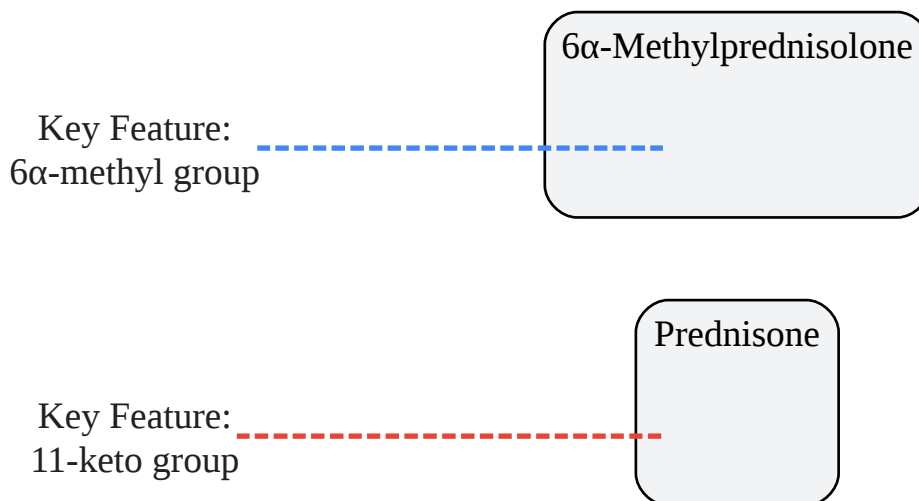 6α-Methylprednisolone
Key Feature:
6α-methyl group
Prednisone
Key Feature:
11-keto group